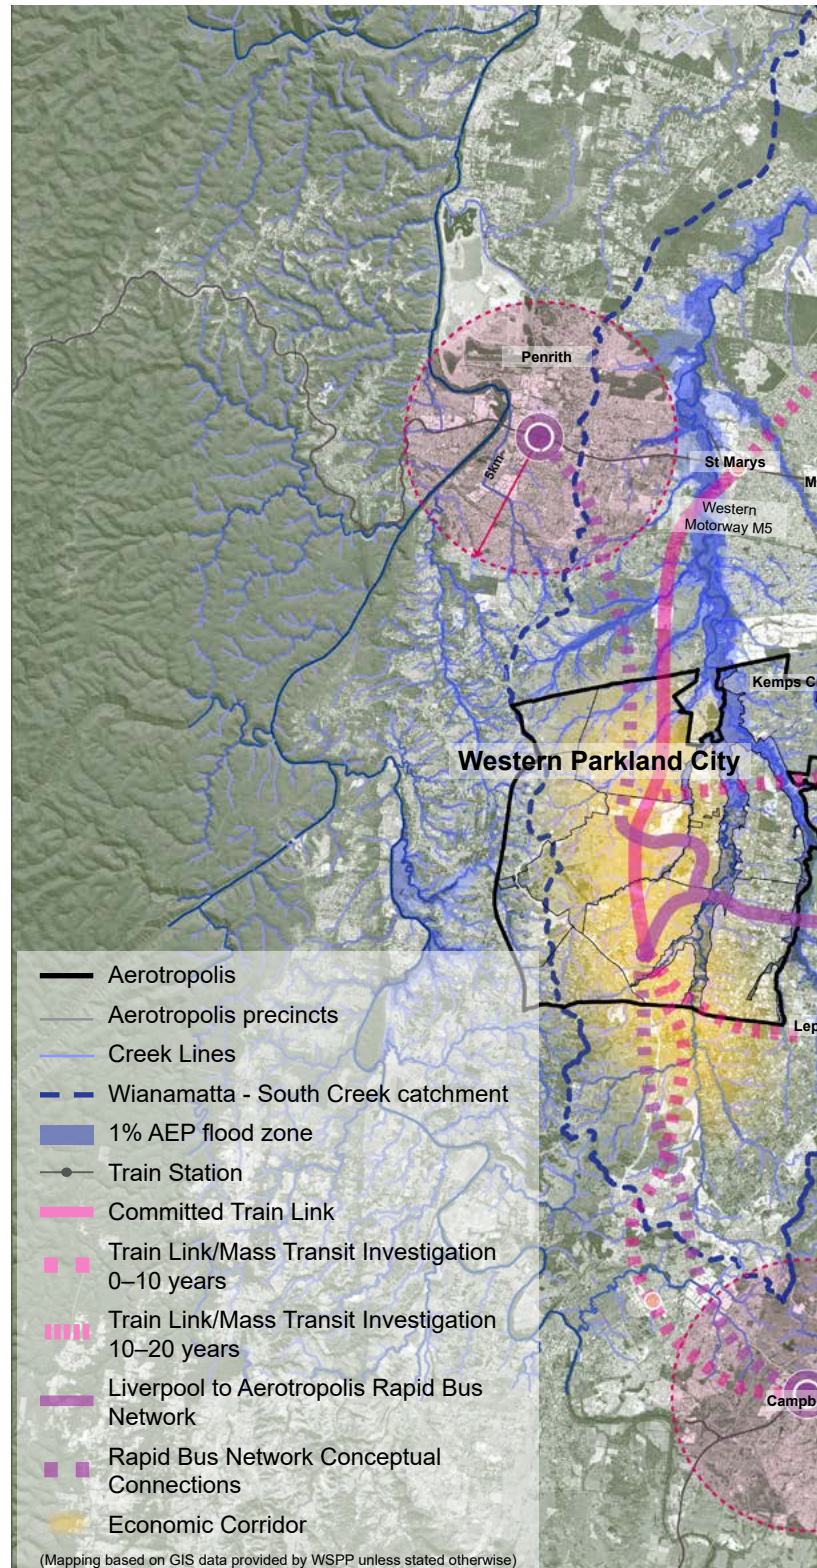 Penrith
5km
St Marys
M
Western
Motorway M5
Kemps C
Western Parkland City
Lep
Campb
Aerotropolis
Aerotropolis precincts
Creek Lines
Wianamatta - South Creek catchment
1% AEP flood zone
Train Station
Committed Train Link
Train Link/Mass Transit Investigation
0–10 years
Train Link/Mass Transit Investigation
10–20 years
Liverpool to Aerotropolis Rapid Bus
Network
Rapid Bus Network Conceptual
Connections
Economic Corridor
(Mapping based on GIS data provided by WSPP unless stated otherwise)